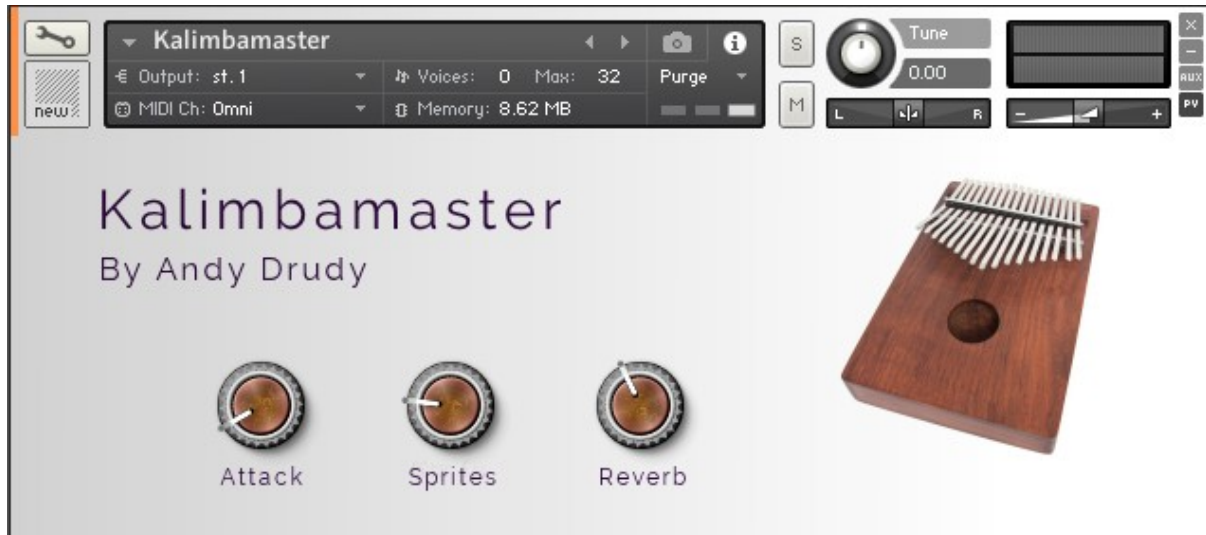 Kalimbamaster
Output: st. 1
Voices: 0 Max: 32
Purge
MIDI Ch: Omni
Memory: 8.62 MB
new
S
M
Tune
0.00
L R
- +
×
-
AUX
PV
Kalimbamaster
By Andy Drudy
Attack
Sprites
Reverb